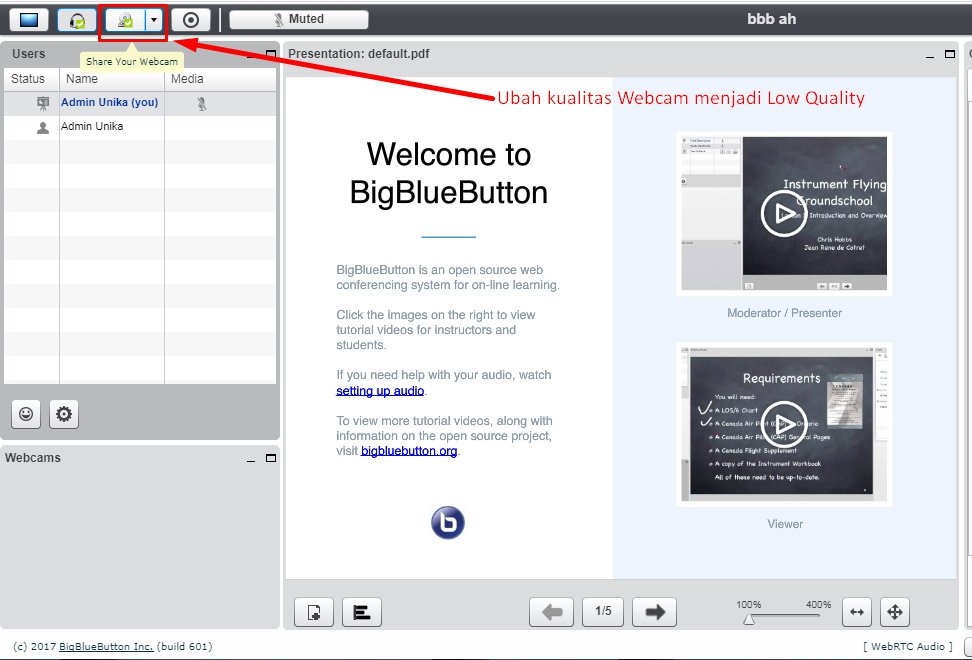 Muted
bbb ah
Users
Share Your Webcam
Status Name Media
Admin Unika (you)
Admin Unika
Webcams
Presentation: default.pdf
Ubah kualitas Webcam menjadi Low Quality
Welcome to
BigBlueButton
BigBlueButton is an open source web
conferencing system for on-line learning.
Click the images on the right to view
tutorial videos for instructors and
students.
If you need help with your audio, watch
setting up audio.
To view more tutorial videos, along with
information on the open source project,
visit bigbluebutton.org.
b
Instrument Flying
Groundschool
Introduction and Overview
Chris Hobbs
Jean Rene de Cotret
Moderator / Presenter
Requirements
You will need:
A LOS/6 Chart
A Canada Air Pilot (CAP) Ontario
A Canada Air Pilot (CAP) General Pages
A Canada Flight Supplement
A copy of the Instrument Workbook
All of these need to be up-to-date.
Viewer
1/5
100% 400%
(c) 2017 BigBlueButton Inc. (build 601)
[ WebRTC Audio ]